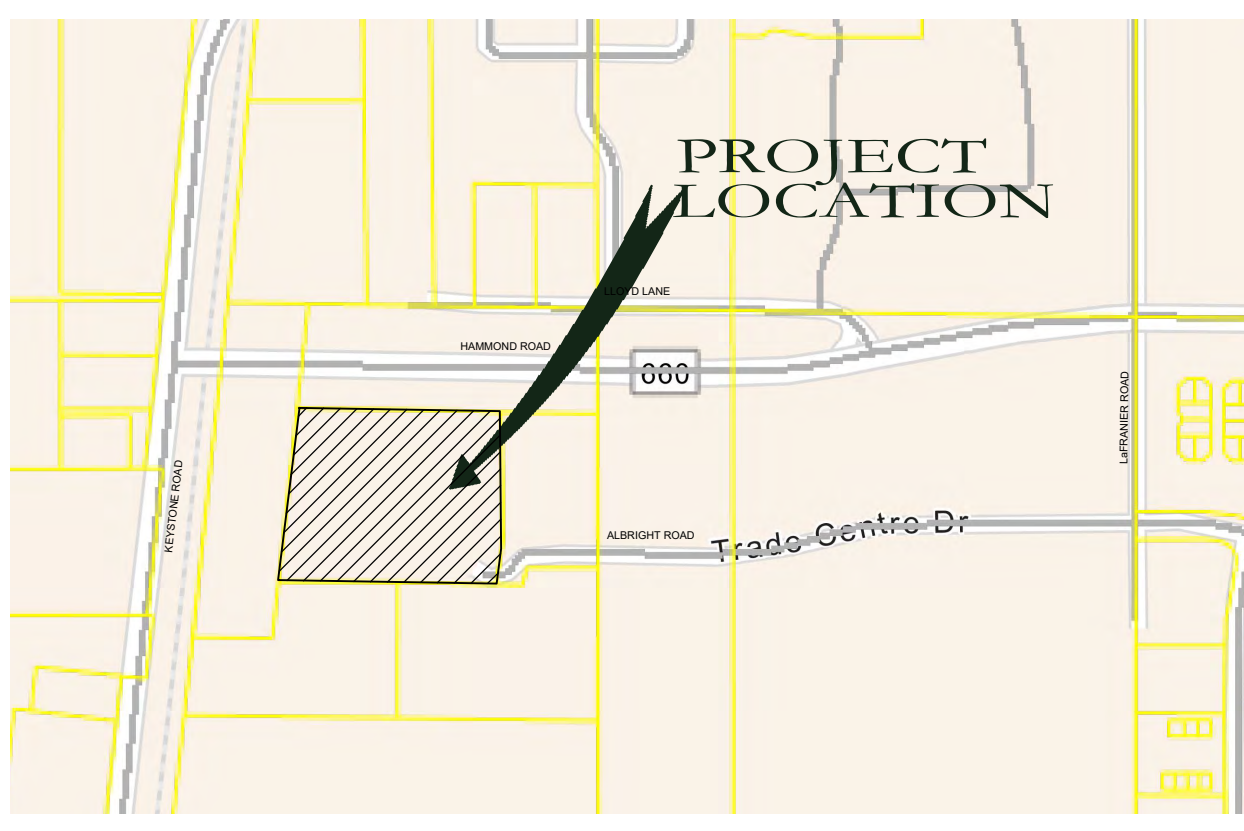 PROJECT
LOCATION
LLOYD LANE
HAMMOND ROAD
660
KEYSTONE ROAD
LaFRANIER ROAD
ALBRIGHT ROAD
Trade Centre Dr